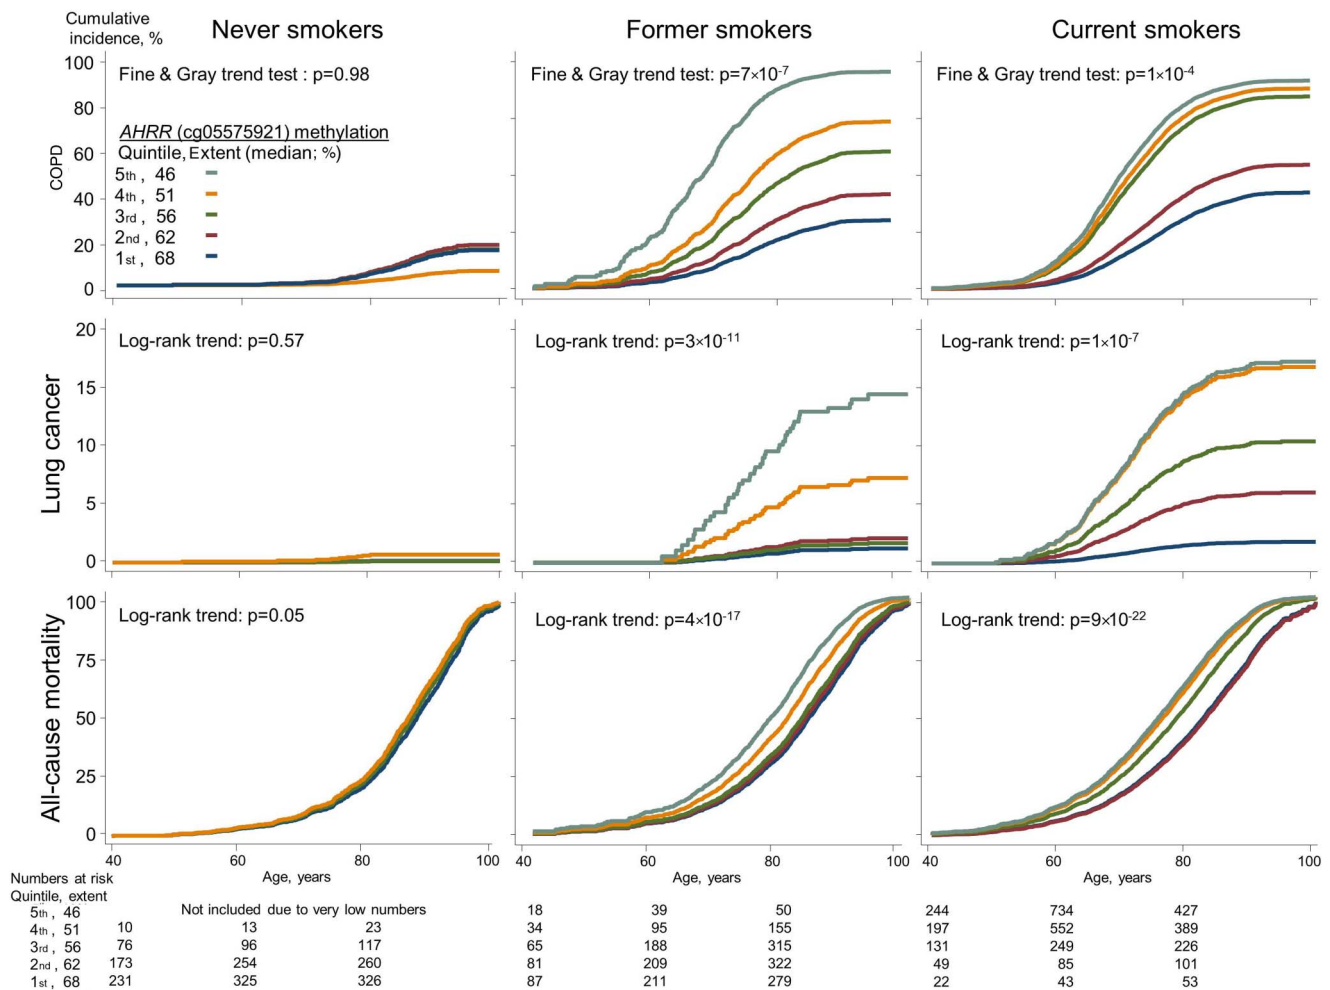 Cumulative
incidence, %
Never smokers
Former smokers
Current smokers
COPD
100
80
60
40
20
0
Fine & Gray trend test : p=0.98
AHRR (cg05575921) methylation
Quintile, Extent (median; %)
5th , 46
4th , 51
3rd , 56
2nd , 62
1st , 68
Fine & Gray trend test: p=7×10-7
Fine & Gray trend test: p=1×10-4
Lung cancer
20
15
10
5
0
Log-rank trend: p=0.57
Log-rank trend: p=3×10-11
Log-rank trend: p=1×10-7
All-cause mortality
100
75
50
25
0
Log-rank trend: p=0.05
Log-rank trend: p=4×10-17
Log-rank trend: p=9×10-22
40 60 80 100
40 60 80 100
40 60 80 100
Age, years
Age, years
Age, years
Numbers at risk
Quintile, extent
5th , 46 Not included due to very low numbers 18 39 50 244 734 427
4th , 51 10 13 23 34 95 155 197 552 389
3rd , 56 76 96 117 65 188 315 131 249 226
2nd , 62 173 254 260 81 209 322 49 85 101
1st , 68 231 325 326 87 211 279 22 43 53